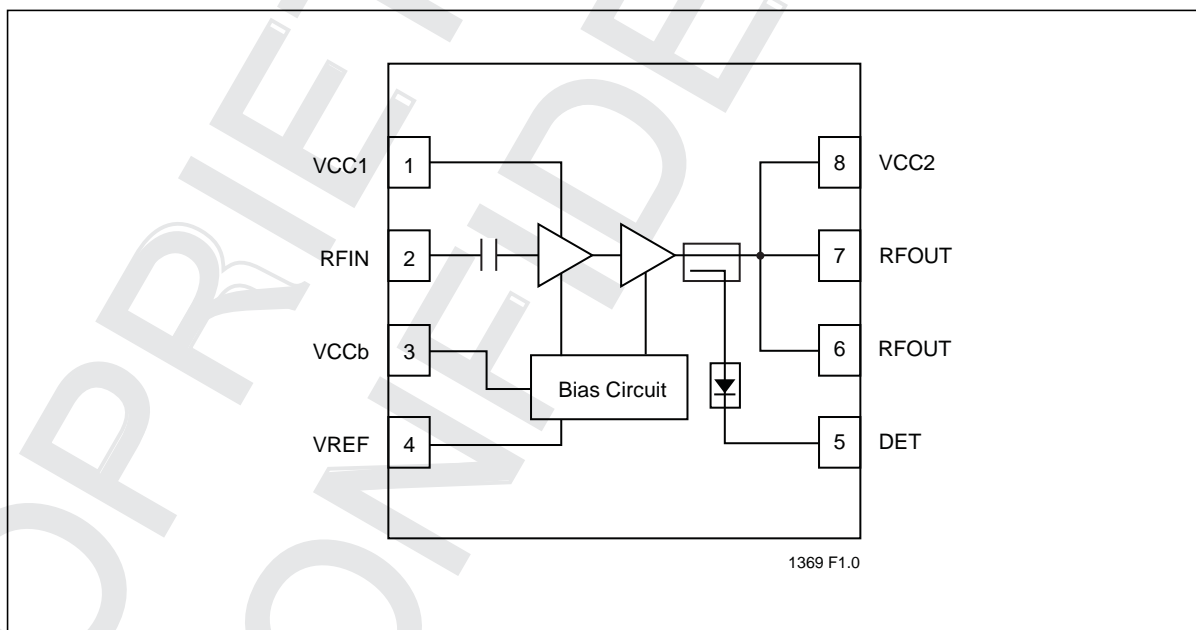 VCC1 1
RFIN 2
VCCb 3
VREF 4
Bias Circuit
8 VCC2
7 RFOUT
6 RFOUT
5 DET
1369 F1.0